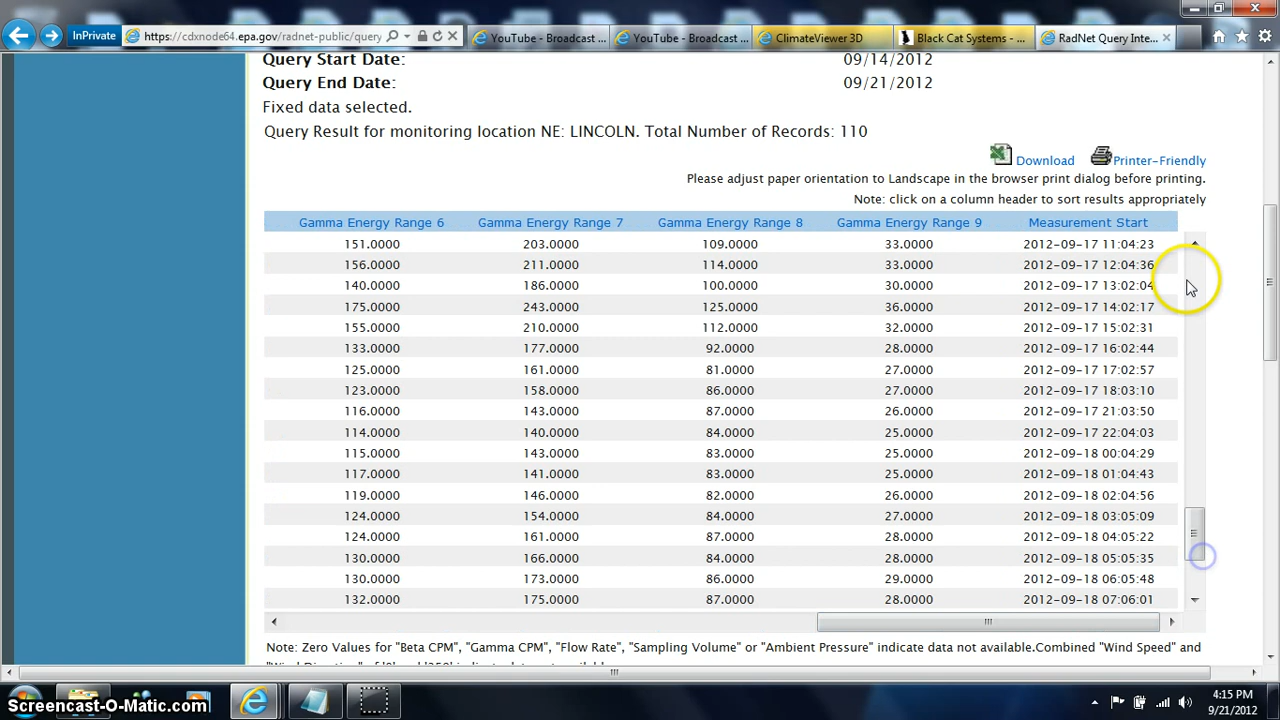 InPrivate https://cdxnode64.epa.gov/radnet-public/query YouTube - Broadcast ... YouTube - Broadcast ... ClimateViewer 3D Black Cat Systems - ... RadNet Query Inte...
Query Start Date: 09/14/2012
Query End Date: 09/21/2012
Fixed data selected.
Query Result for monitoring location NE: LINCOLN. Total Number of Records: 110
Download Printer-Friendly
Please adjust paper orientation to Landscape in the browser print dialog before printing.
Note: click on a column header to sort results appropriately
Gamma Energy Range 6 Gamma Energy Range 7 Gamma Energy Range 8 Gamma Energy Range 9 Measurement Start
151.0000 203.0000 109.0000 33.0000 2012-09-17 11:04:23
156.0000 211.0000 114.0000 33.0000 2012-09-17 12:04:36
140.0000 186.0000 100.0000 30.0000 2012-09-17 13:02:04
175.0000 243.0000 125.0000 36.0000 2012-09-17 14:02:17
155.0000 210.0000 112.0000 32.0000 2012-09-17 15:02:31
133.0000 177.0000 92.0000 28.0000 2012-09-17 16:02:44
125.0000 161.0000 81.0000 27.0000 2012-09-17 17:02:57
123.0000 158.0000 86.0000 27.0000 2012-09-17 18:03:10
116.0000 143.0000 87.0000 26.0000 2012-09-17 21:03:50
114.0000 140.0000 84.0000 25.0000 2012-09-17 22:04:03
115.0000 143.0000 83.0000 25.0000 2012-09-18 00:04:29
117.0000 141.0000 83.0000 25.0000 2012-09-18 01:04:43
119.0000 146.0000 82.0000 26.0000 2012-09-18 02:04:56
124.0000 154.0000 84.0000 27.0000 2012-09-18 03:05:09
124.0000 161.0000 87.0000 28.0000 2012-09-18 04:05:22
130.0000 166.0000 84.0000 28.0000 2012-09-18 05:05:35
130.0000 173.0000 86.0000 29.0000 2012-09-18 06:05:48
132.0000 175.0000 87.0000 28.0000 2012-09-18 07:06:01
Note: Zero Values for "Beta CPM", "Gamma CPM", "Flow Rate", "Sampling Volume" or "Ambient Pressure" indicate data not available.Combined "Wind Speed" and
4:15 PM
Screencast-O-Matic.com 9/21/2012